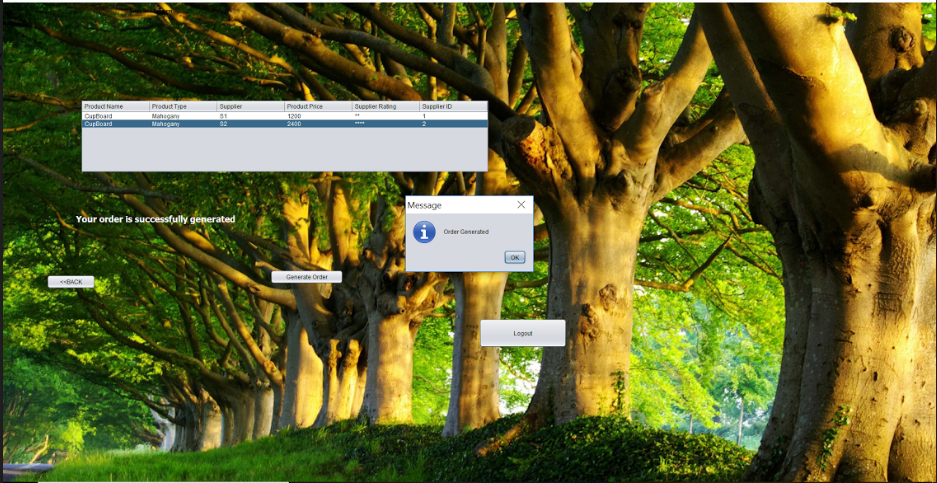 Product Name Product Type Supplier Product Price Supplier Rating Supplier ID
CupBoard Mahogany S1 1200 ** 1
CupBoard Mahogany S2 2400 **** 2
Message
Your order is successfully generated
Order Generated
OK
<<BACK
Generate Order
Logout